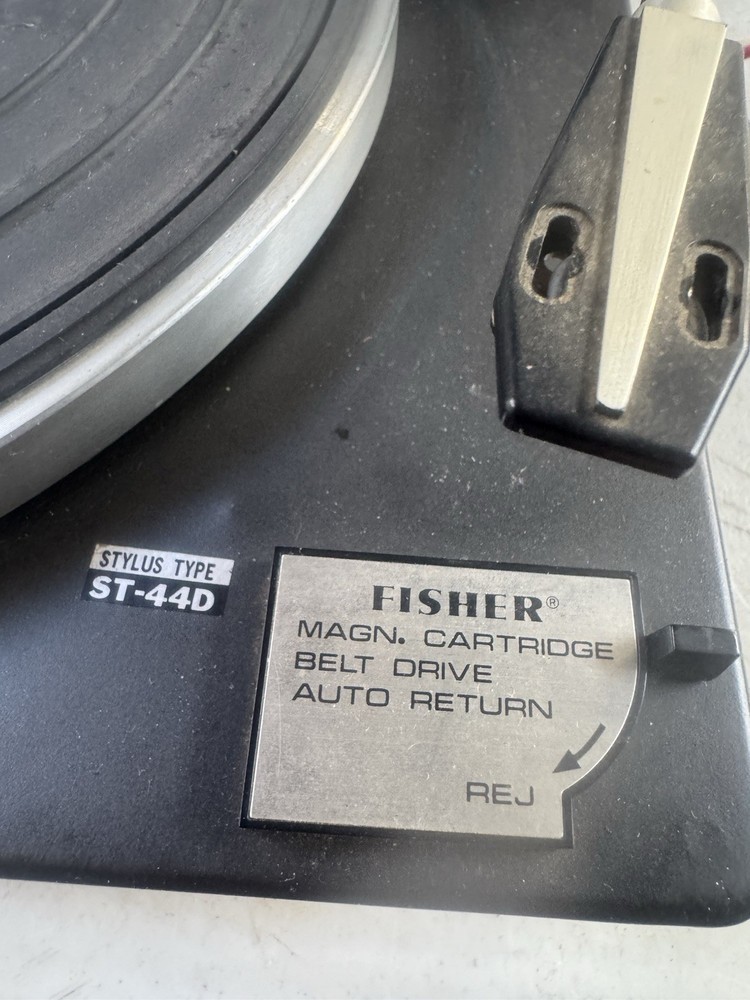 STYLUS TYPE
ST-44D
FISHER®
MAGN. CARTRIDGE
BELT DRIVE
AUTO RETURN
REJ